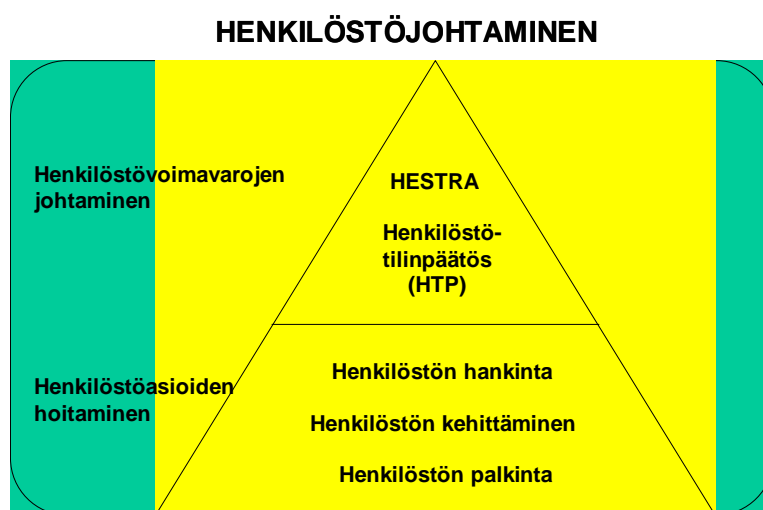 HENKILÖSTÖJOHTAMINEN
Henkilöstövoimavarojen
johtaminen
HESTRA
Henkilöstö-
tilinpäätös
(HTP)
Henkilöstöasioiden
hoitaminen
Henkilöstön hankinta
Henkilöstön kehittäminen
Henkilöstön palkinta